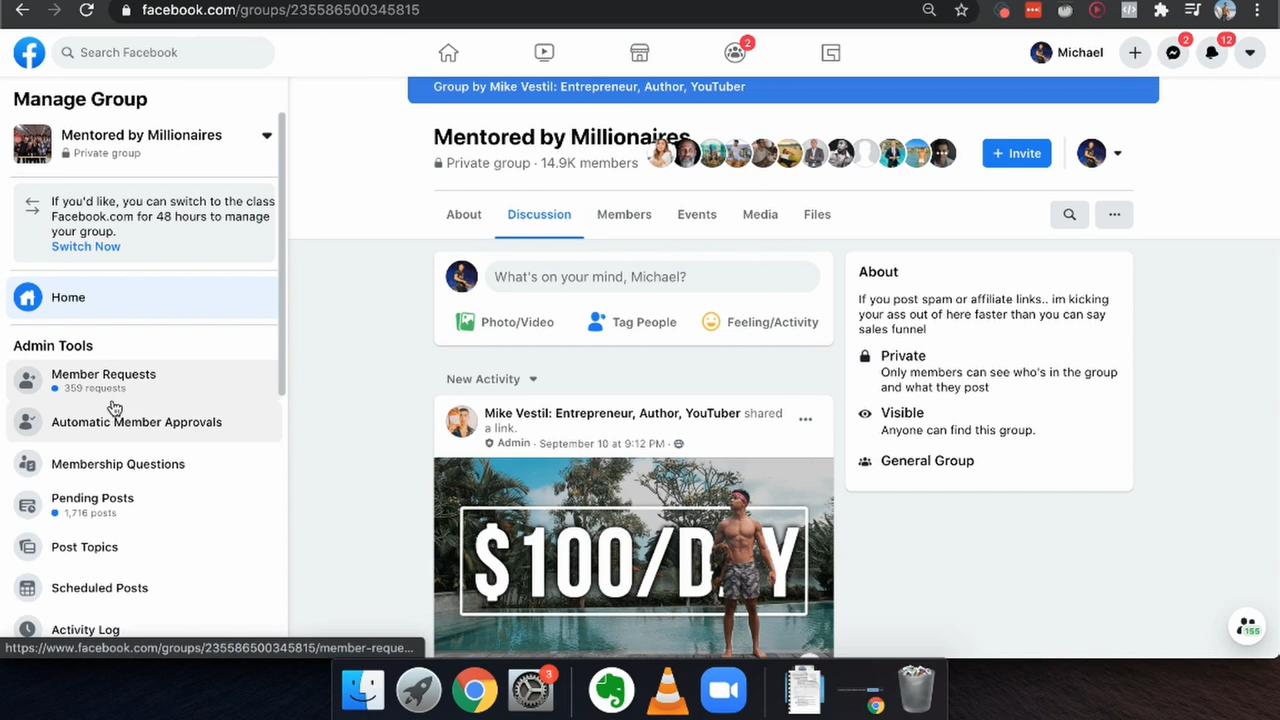 facebook.com/groups/235586500345815
Search Facebook
2
Michael
2
12
Manage Group
Mentored by Millionaires
Private group
If you'd like, you can switch to the class
Facebook.com for 48 hours to manage
your group.
Switch Now
Home
Admin Tools
Member Requests
359 requests
Automatic Member Approvals
Membership Questions
Pending Posts
1,716 posts
Post Topics
Scheduled Posts
Activity Log
https://www.facebook.com/groups/235586500345815/member-reque...
Group by Mike Vestil: Entrepreneur, Author, YouTuber
Mentored by Millionaires
Private group · 14.9K members
+ Invite
About
Discussion
Members
Events
Media
Files
What's on your mind, Michael?
Photo/Video
Tag People
Feeling/Activity
New Activity
Mike Vestil: Entrepreneur, Author, YouTuber shared
a link.
Admin · September 10 at 9:12 PM ·
$100/DAY
About
If you post spam or affiliate links.. im kicking
your ass out of here faster than you can say
sales funnel
Private
Only members can see who's in the group
and what they post
Visible
Anyone can find this group.
General Group
155
3